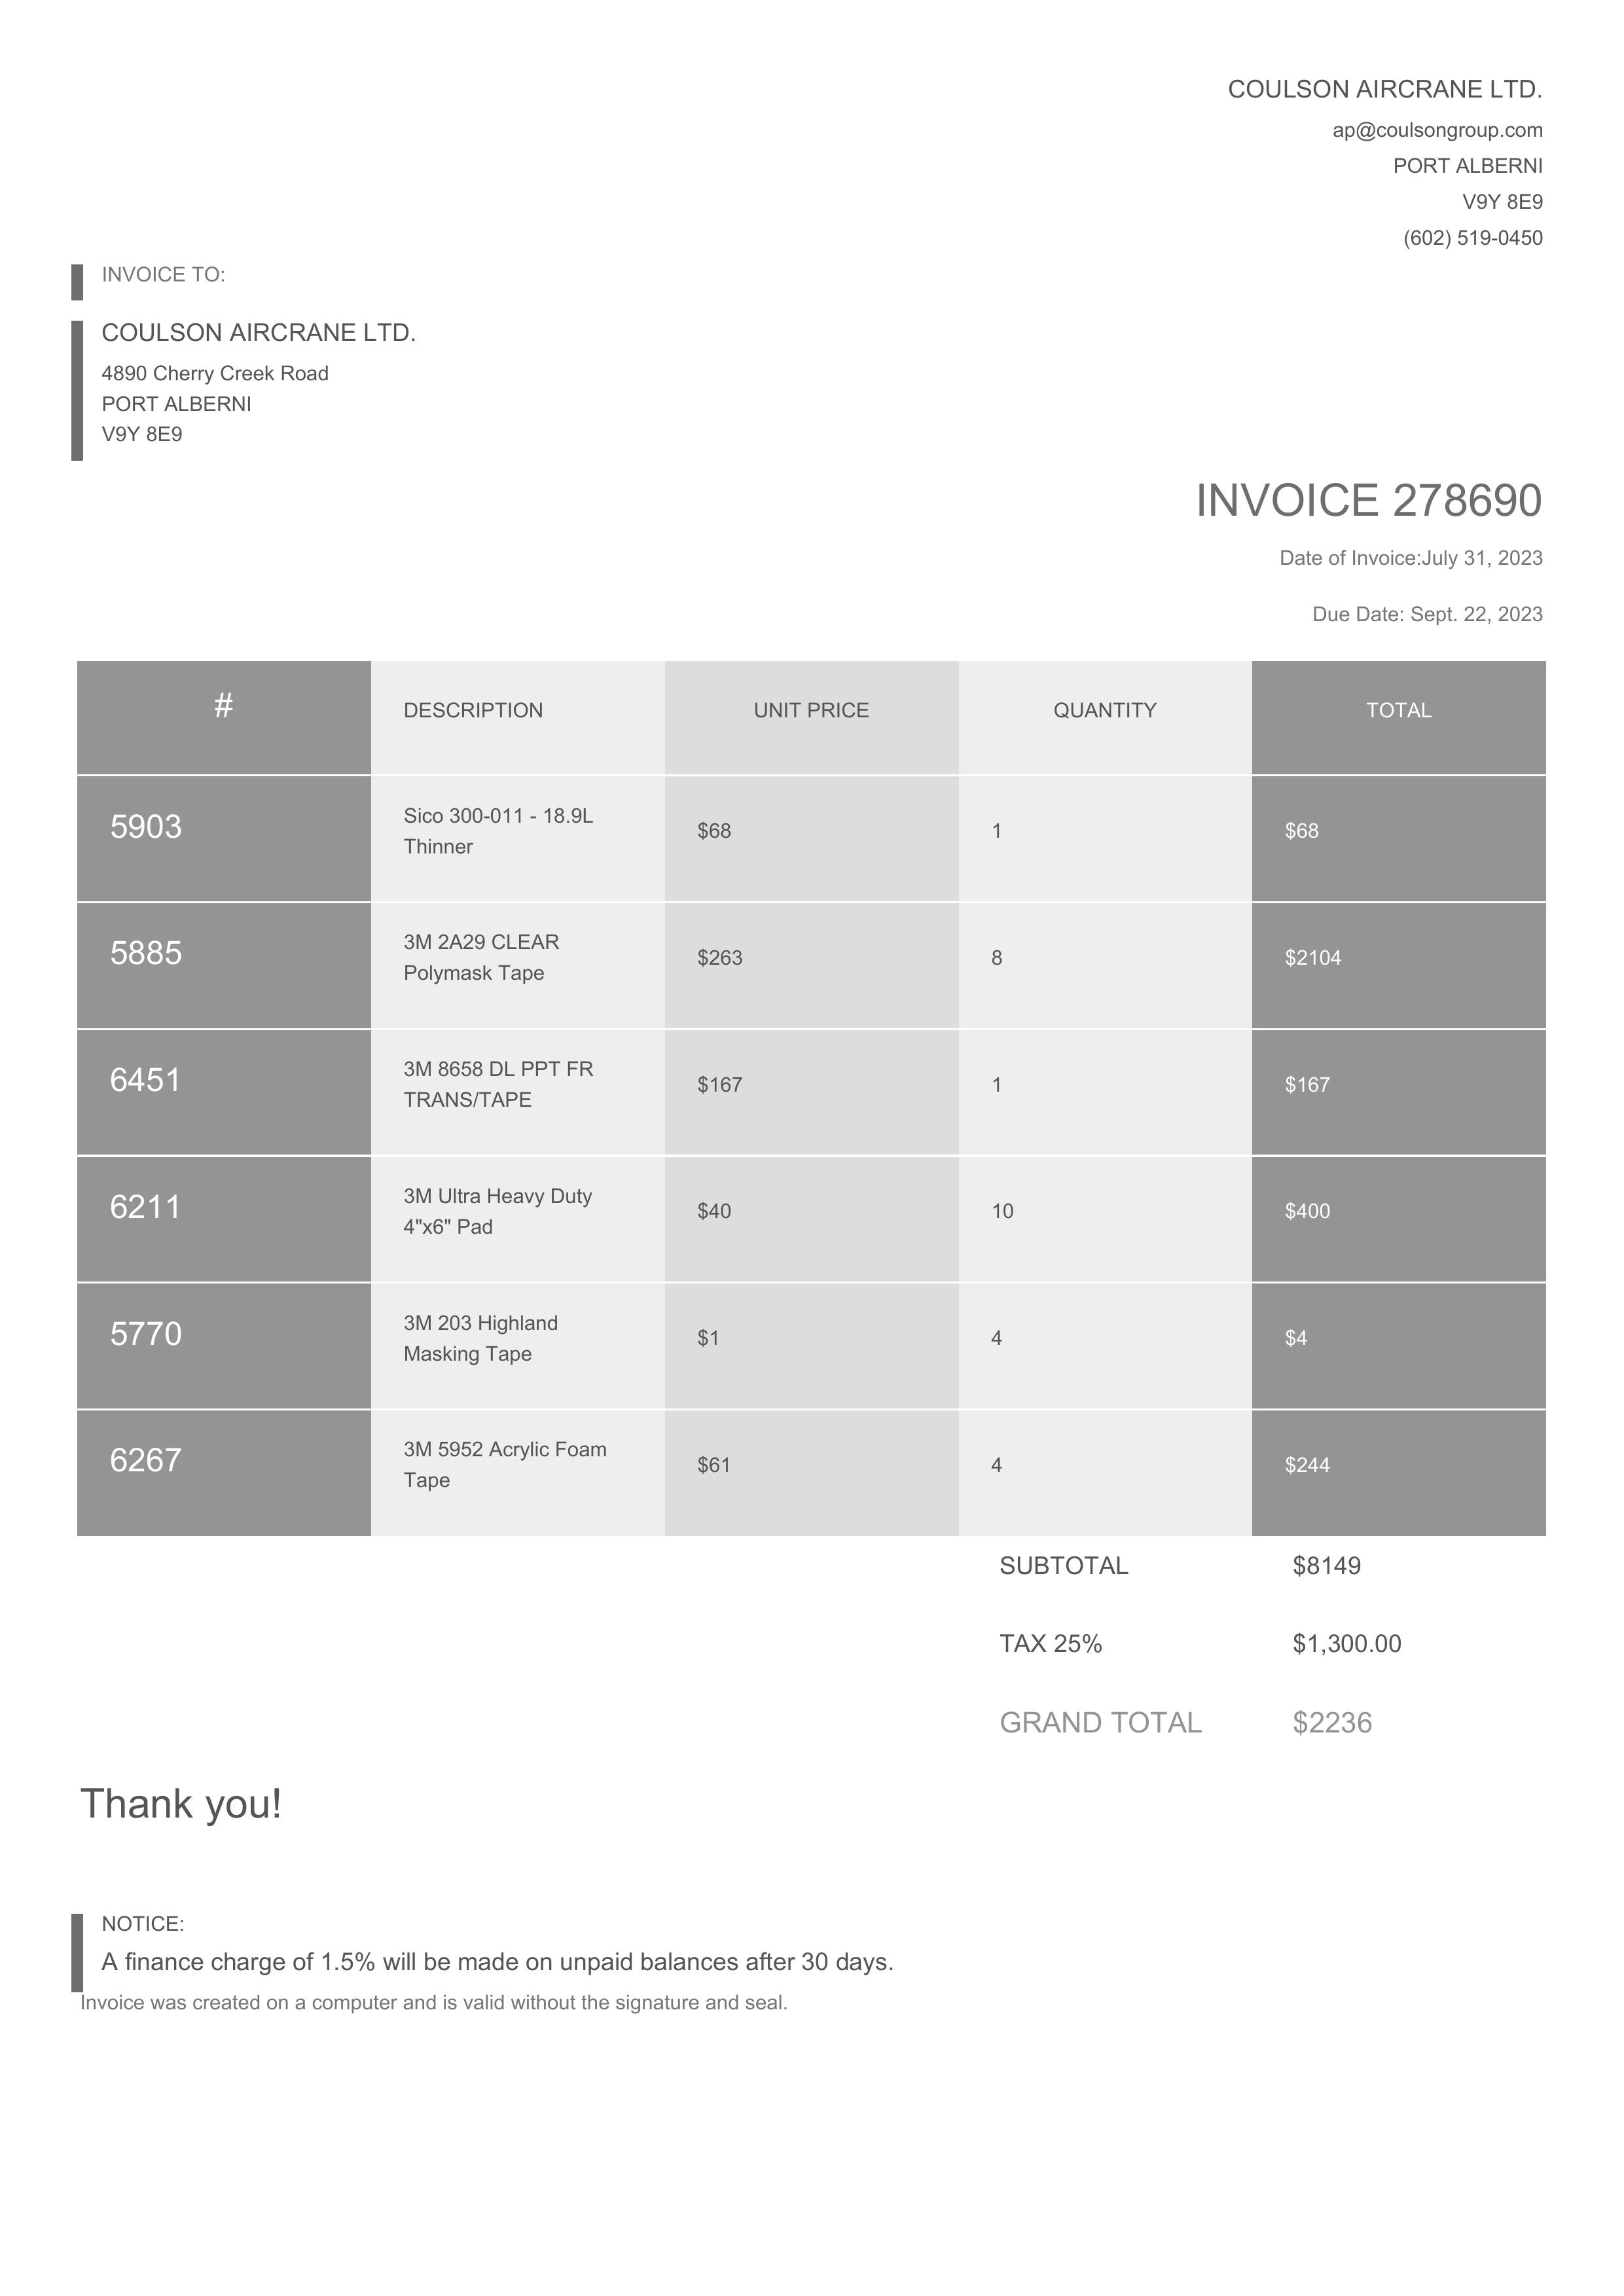 COULSON AIRCRANE LTD.
ap@coulsongroup.com
PORT ALBERNI
V9Y 8E9
(602) 519-0450
INVOICE TO:
COULSON AIRCRANE LTD.
4890 Cherry Creek Road
PORT ALBERNI
V9Y 8E9
INVOICE 278690
Date of Invoice:July 31, 2023
Due Date: Sept. 22, 2023
# DESCRIPTION UNIT PRICE QUANTITY TOTAL
5903 Sico 300-011 - 18.9L $68 1 $68
Thinner
5885 3M 2A29 CLEAR $263 8 $2104
Polymask Tape
6451 3M 8658 DL PPT FR $167 1 $167
TRANS/TAPE
6211 3M Ultra Heavy Duty $40 10 $400
4"x6" Pad
5770 3M 203 Highland $1 4 $4
Masking Tape
6267 3M 5952 Acrylic Foam $61 4 $244
Tape
SUBTOTAL $8149
TAX 25% $1,300.00
GRAND TOTAL $2236
Thank you!
NOTICE:
A finance charge of 1.5% will be made on unpaid balances after 30 days.
Invoice was created on a computer and is valid without the signature and seal.